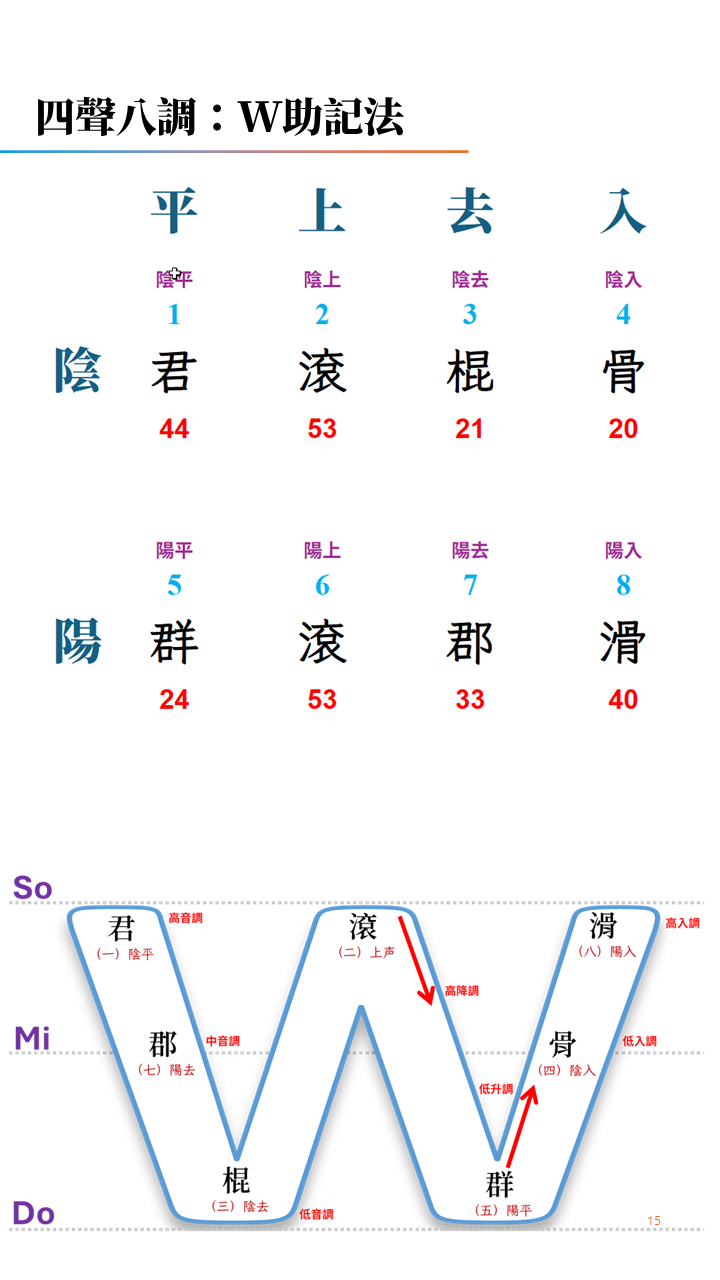 四聲八調：W助記法
平 上 去 入
陰平 陰上 陰去 陰入
1 2 3 4
陰 君 滾 棍 骨
44 53 21 20
陽平 陽上 陽去 陽入
5 6 7 8
陽 群 滾 郡 滑
24 53 33 40
So
君 高音調 滾 滑 高入調
（一）陰平 （二）上声 （八）陽入
高降調
Mi 郡 中音調 骨 低入調
（七）陽去 （四）陰入
低升調
棍 群
（三）陰去 （五）陽平
Do 低音調 15